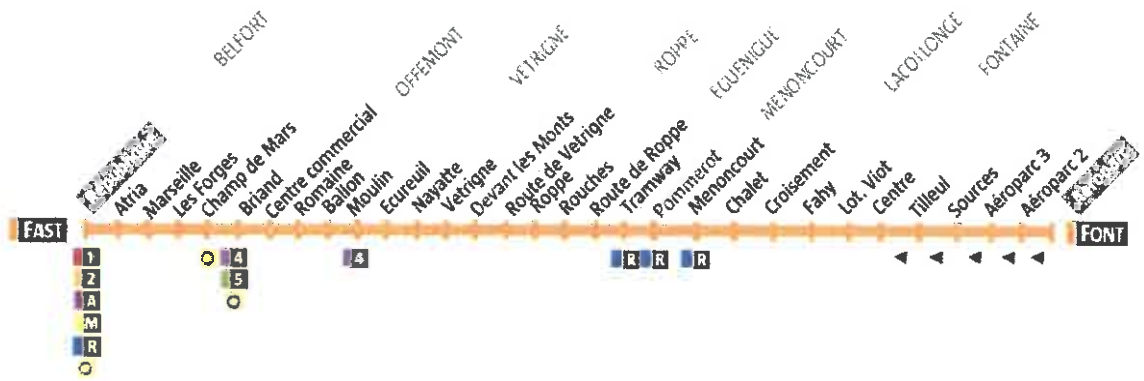 BELFORT
OFFEMONT
VETRIGNE
ROPPE
EGUENIGUE
MENONCOURT
LACOLLONGE
FONTAINE
Atria
Marseille
Les Forges
Champ de Mars
Briand
Centre commercial
Romaine
Ballon
Moulin
Ecureuil
Nayatte
Vetrigne
Devant les Monts
Route de Vetrigne
Roppe
Rouches
Route de Roppe
Tramway
Pommerot
Menoncourt
Chalet
Croisement
Fahy
Lot. Viot
Centre
Tilleul
Sources
Aéroparc 3
Aéroparc 2
FAST
FONT
1
4
4
R
R
R
2
5
A
M
R